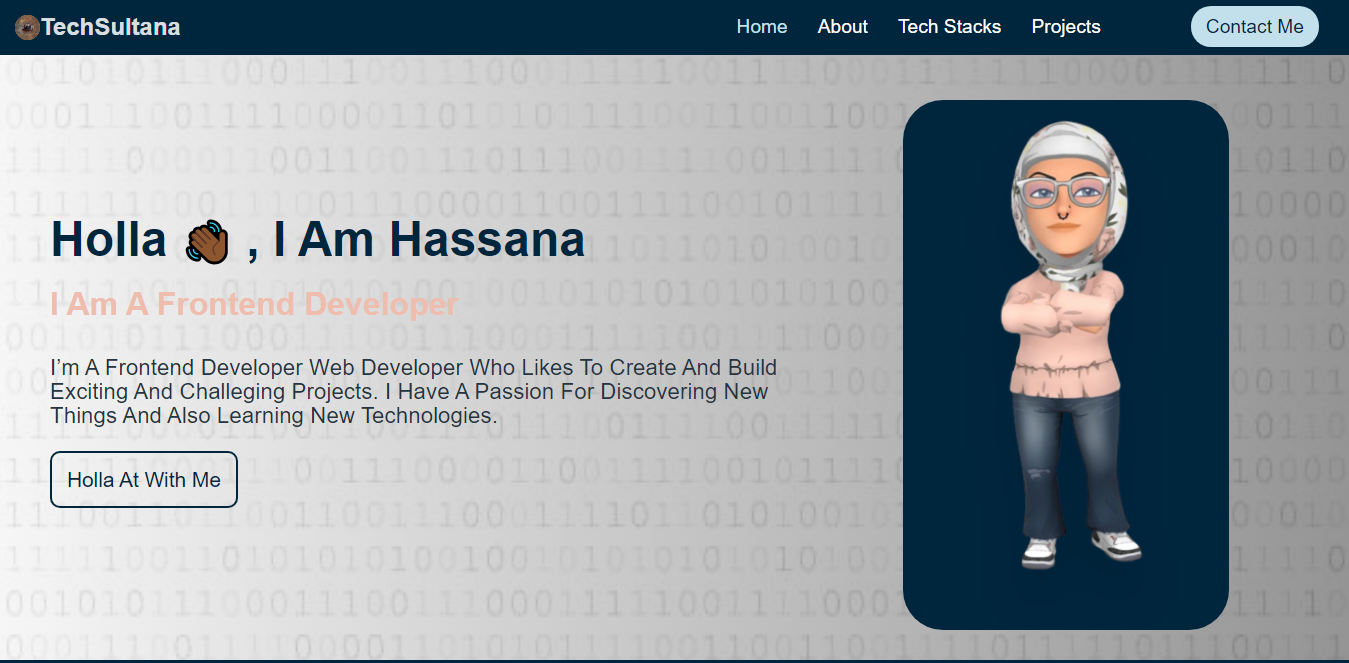 TechSultana
Home About Tech Stacks Projects Contact Me
Holla 👋🏾 , I Am Hassana
I Am A Frontend Developer
I’m A Frontend Developer Web Developer Who Likes To Create And Build
Exciting And Challeging Projects. I Have A Passion For Discovering New
Things And Also Learning New Technologies.
Holla At With Me